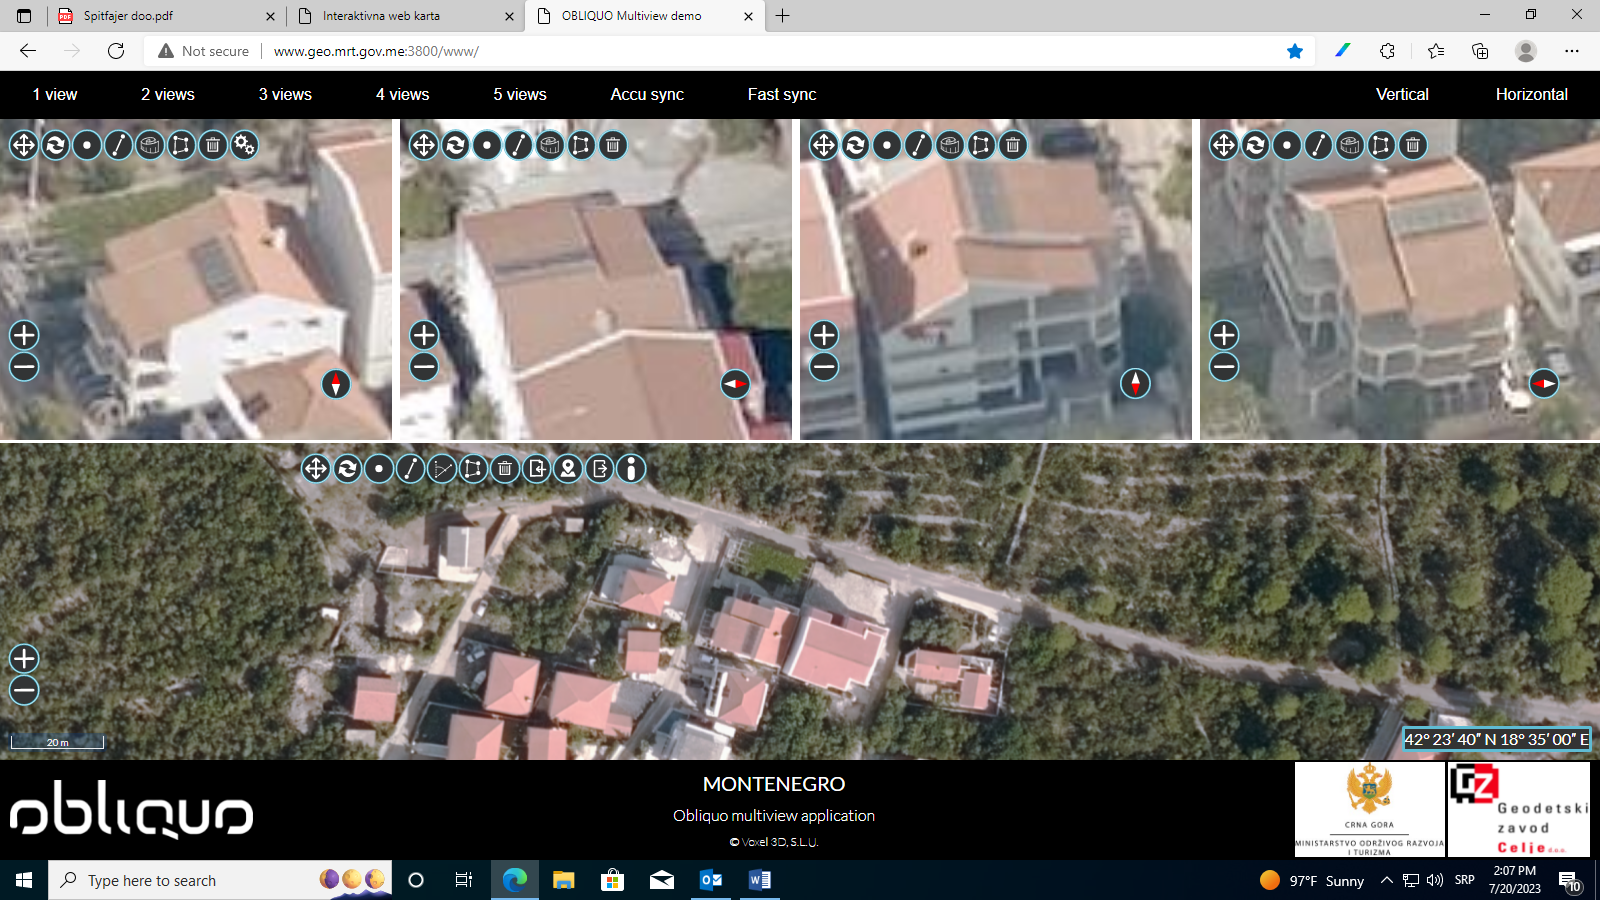 Spitfajer doo.pdf
Interaktivna web karta
OBLIQUO Multiview demo
Not secure
www.geo.mrt.gov.me:3800/www/
1 view
2 views
3 views
4 views
5 views
Accu sync
Fast sync
Vertical
Horizontal
20 m
42° 23′ 40″ N 18° 35′ 00″ E
obliquo
MONTENEGRO
Obliquo multiview application
© Voxel 3D, S.L.U.
CRNA GORA
MINISTARSTVO ODRŽIVOG RAZVOJA
I TURIZMA
GZ
Geodetski
zavod
Celje d.o.o.
Type here to search
97°F Sunny
SRP
2:07 PM
7/20/2023
10